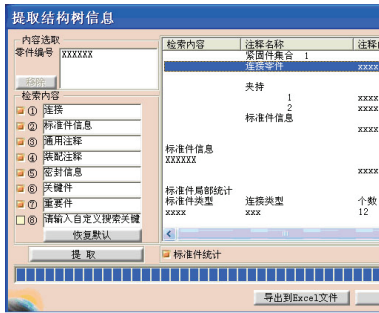 提取结构树信息
内容选取
零件编号 XXXXXX
移除
检索内容
① 连接
② 标准件信息
③ 通用注释
④ 装配注释
⑤ 密封信息
⑥ 关键件
⑦ 重要件
⑧ 请输入自定义搜索关键
恢复默认
提 取
检索内容 注释名称 注释
紧固件集合 1
连接零件 xxxx
夹持
1 xxxx
2 xxxx
标准件信息
xxxx
标准件信息
XXXXXX
xxxx
标准件局部统计
标准件类型 连接类型 个数
xxxx xxx 12
标准件统计
导出到Excel文件